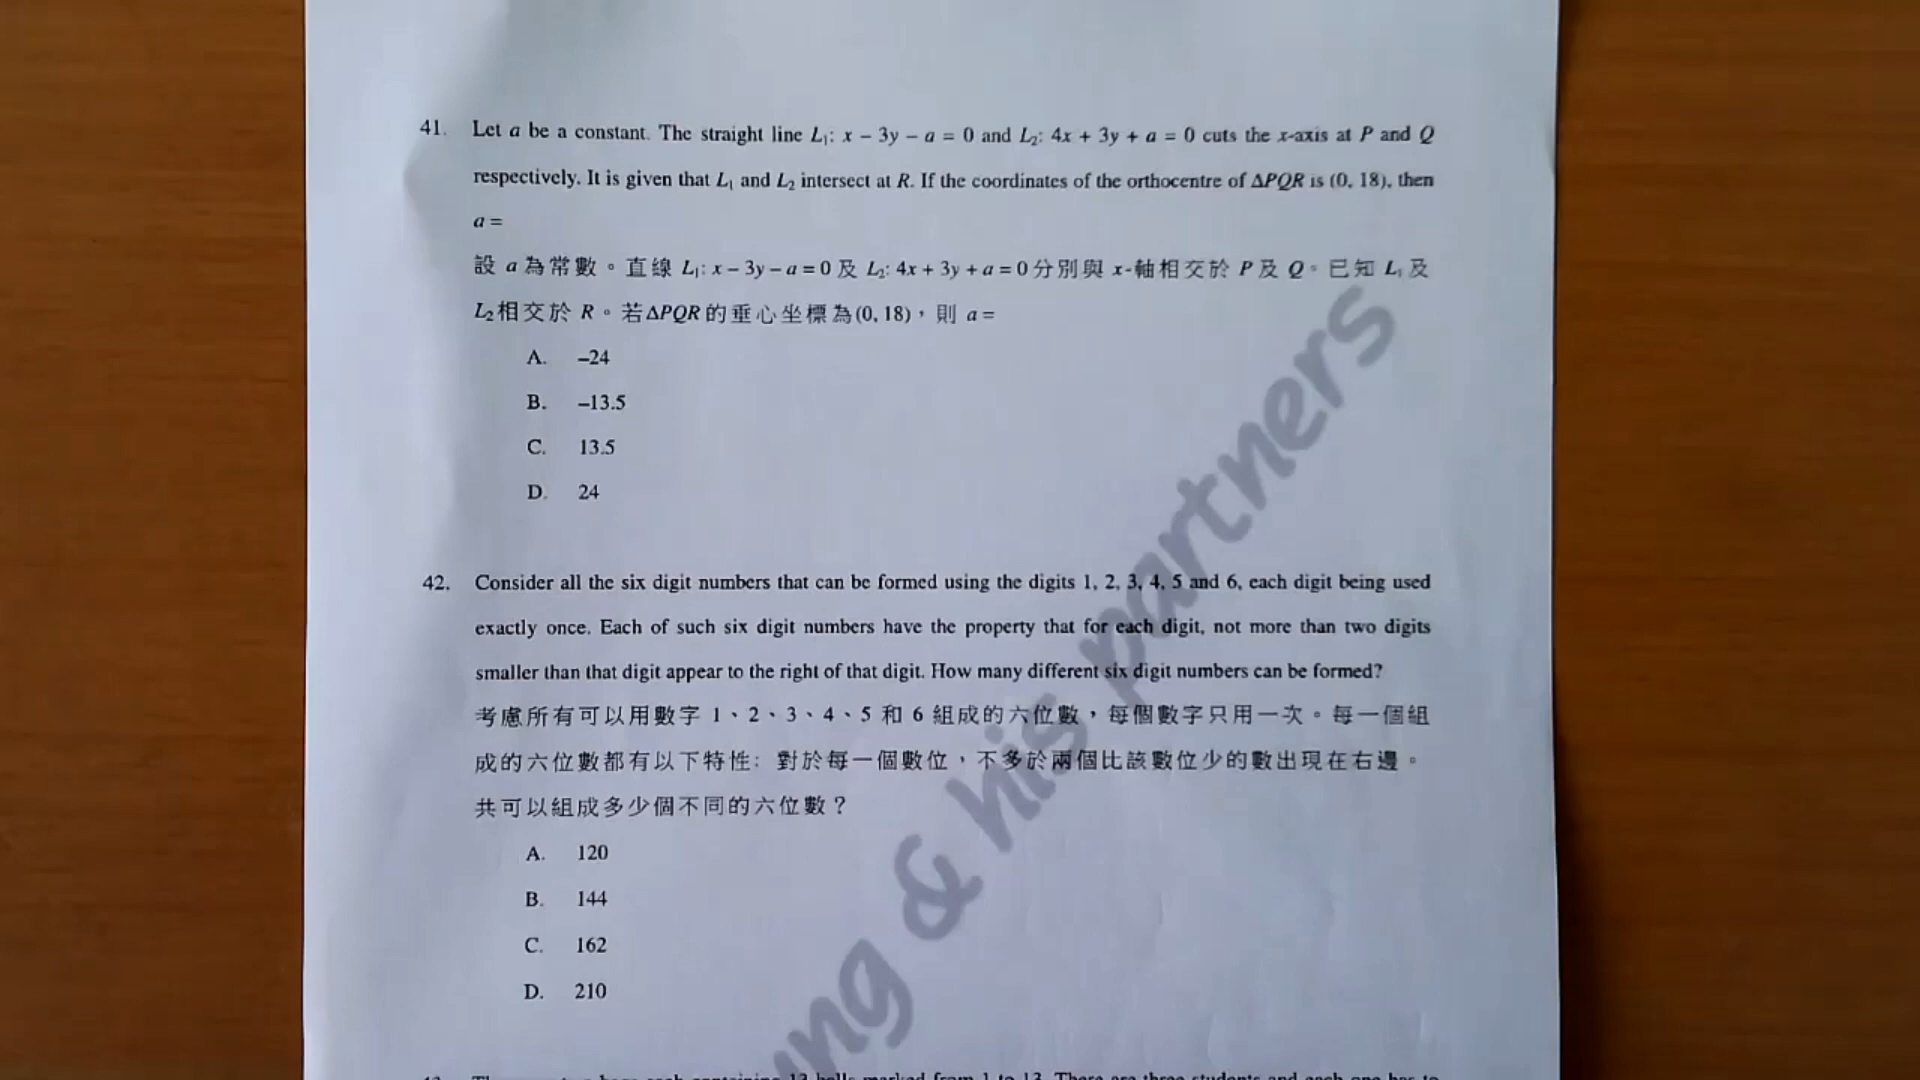 41. Let a be a constant. The straight line L₁: x – 3y – a = 0 and L₂: 4x + 3y + a = 0 cuts the x-axis at P and Q
respectively. It is given that L₁ and L₂ intersect at R. If the coordinates of the orthocentre of ΔPQR is (0, 18), then
a =
設 a 為常數。直線 L₁: x – 3y – a = 0 及 L₂: 4x + 3y + a = 0 分別與 x-軸相交於 P 及 Q。已知 L₁ 及
L₂ 相交於 R。若 ΔPQR 的垂心坐標為 (0, 18),則 a =
A. –24
B. –13.5
C. 13.5
D. 24
42. Consider all the six digit numbers that can be formed using the digits 1, 2, 3, 4, 5 and 6, each digit being used
exactly once. Each of such six digit numbers have the property that for each digit, not more than two digits
smaller than that digit appear to the right of that digit. How many different six digit numbers can be formed?
考慮所有可以用數字 1、2、3、4、5 和 6 組成的六位數,每個數字只用一次。每一個組
成的六位數都有以下特性: 對於每一個數位,不多於兩個比該數位少的數出現在右邊。
共可以組成多少個不同的六位數?
A. 120
B. 144
C. 162
D. 210
& his partners